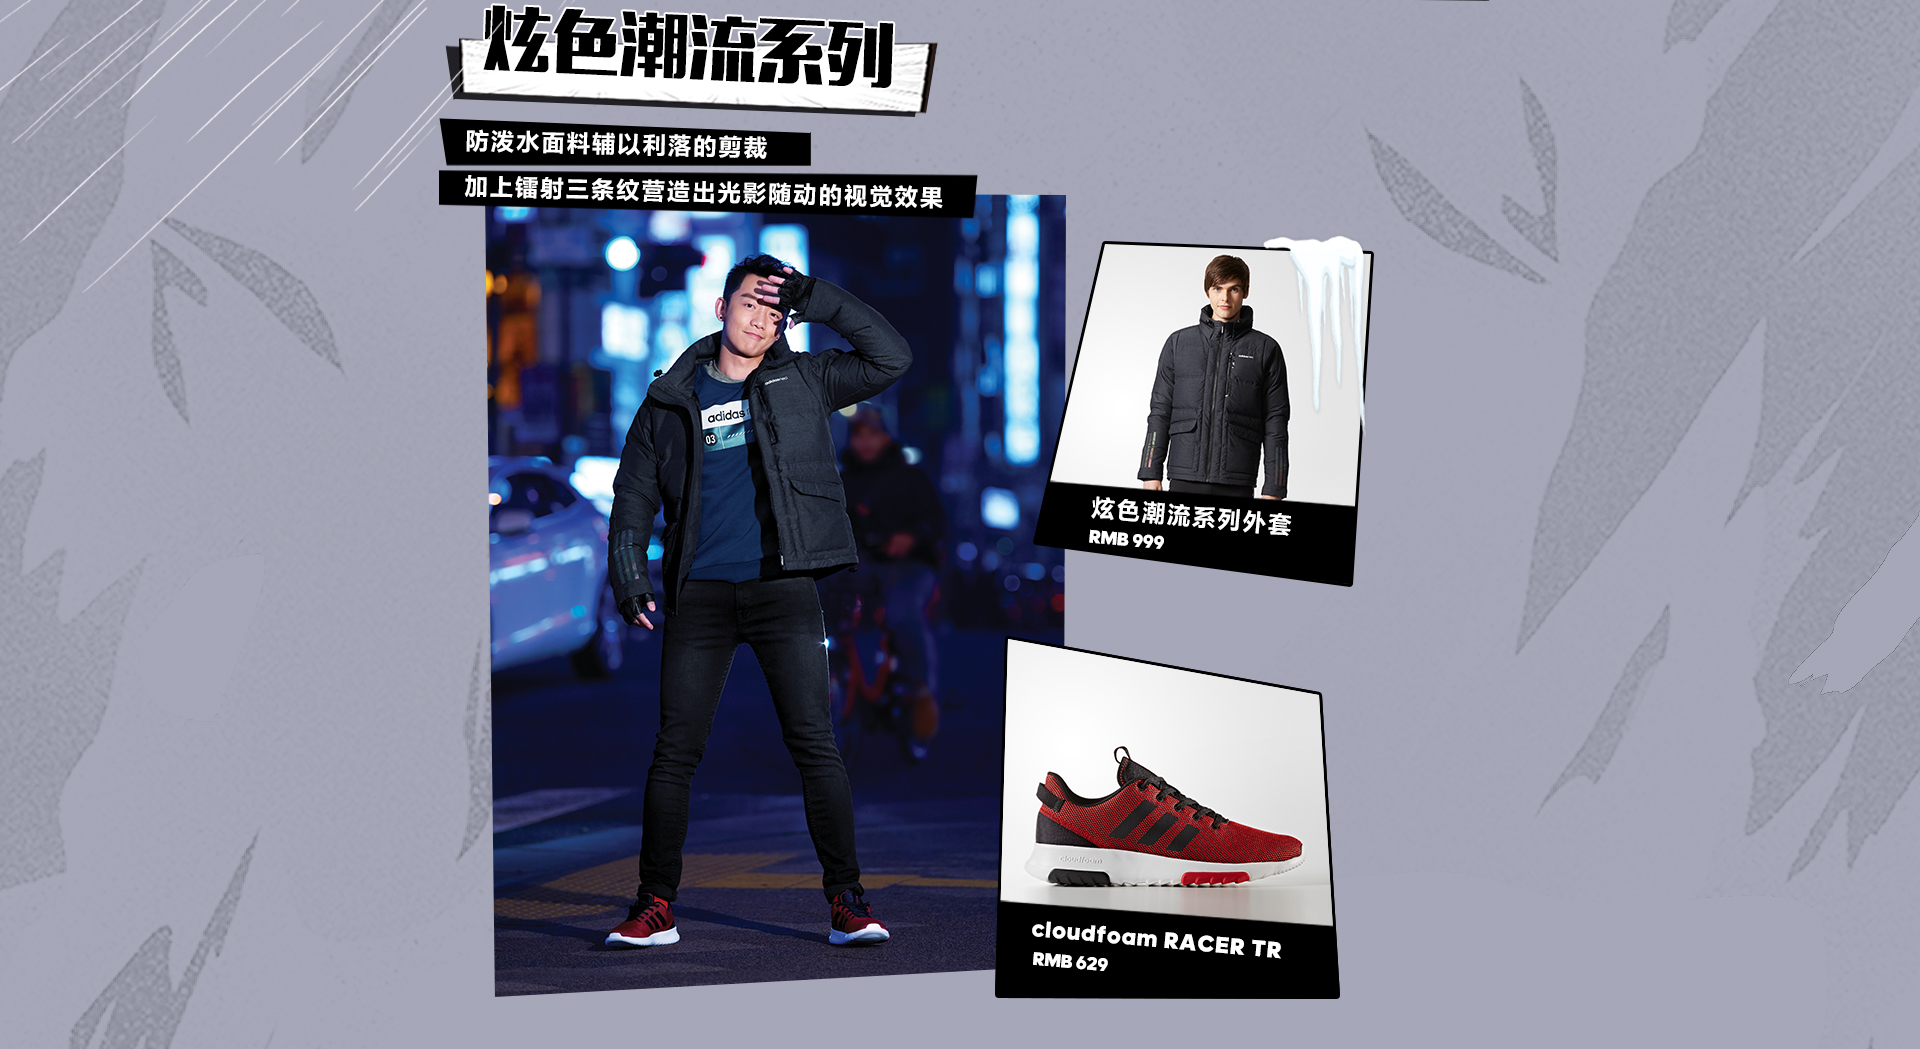 炫色潮流系列
防泼水面料辅以利落的剪裁
加上镭射三条纹营造出光影随动的视觉效果
adidas
03
炫色潮流系列外套
RMB 999
cloudfoam
cloudfoam RACER TR
RMB 629